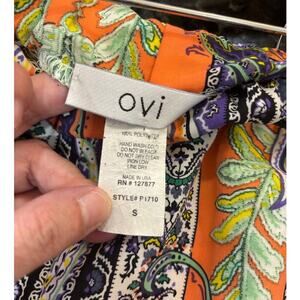 ovi
100% POLYESTER
HAND WASH COLD
DO NOT BLEACH
DO NOT DRY CLEAN
IRON LOW
LINE DRY
MADE IN USA
RN # 127877
STYLE# P1710
S